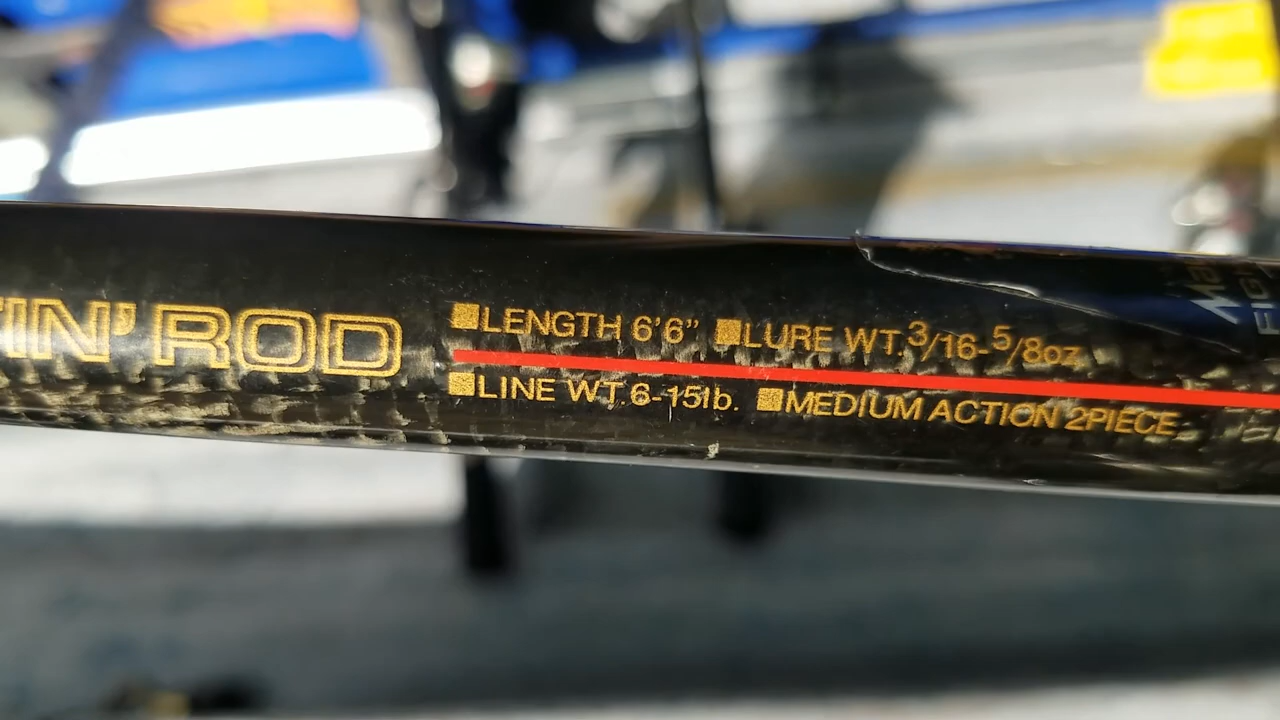 IN' ROD
■LENGTH 6'6" ■LURE WT.3/16-5/8oz
■LINE WT.6-15lb. ■MEDIUM ACTION 2PIECE